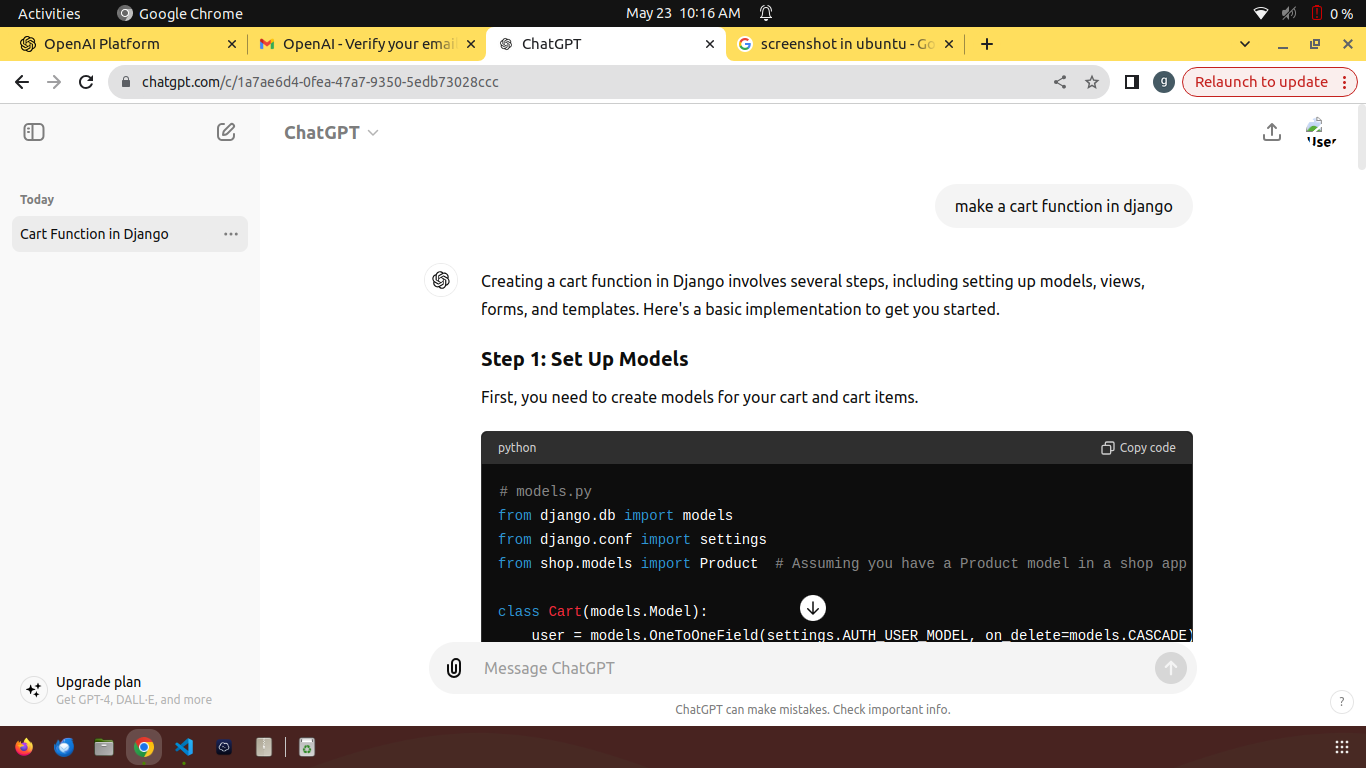 Activities
Google Chrome
May 23 10:16 AM
0 %
OpenAI Platform
OpenAI - Verify your email
ChatGPT
screenshot in ubuntu - Go
chatgpt.com/c/1a7ae6d4-0fea-47a7-9350-5edb73028ccc
g
Relaunch to update
ChatGPT
User
Today
Cart Function in Django
make a cart function in django
Creating a cart function in Django involves several steps, including setting up models, views,
forms, and templates. Here's a basic implementation to get you started.
Step 1: Set Up Models
First, you need to create models for your cart and cart items.
python
Copy code
# models.py
from django.db import models
from django.conf import settings
from shop.models import Product  # Assuming you have a Product model in a shop app
class Cart(models.Model):
    user = models.OneToOneField(settings.AUTH_USER_MODEL, on_delete=models.CASCADE)
Message ChatGPT
Upgrade plan
Get GPT-4, DALL·E, and more
ChatGPT can make mistakes. Check important info.
?